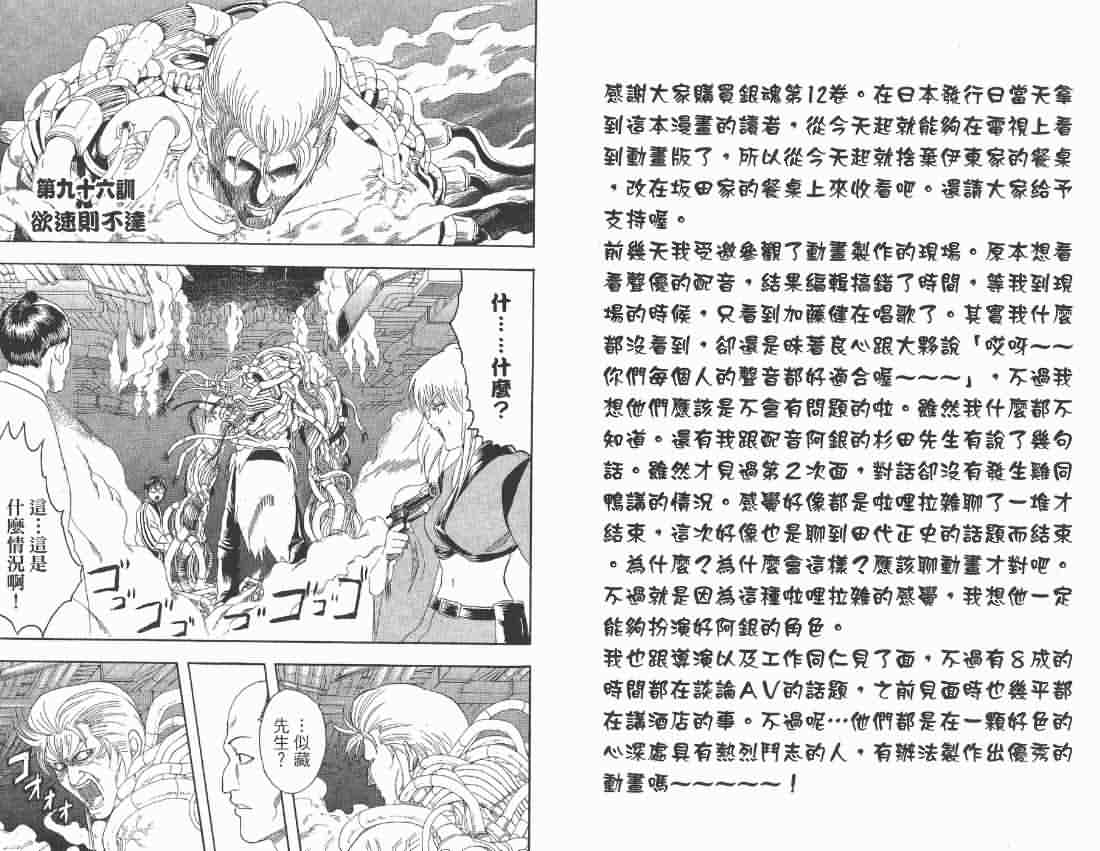 感謝大家購買銀魂第12卷。在日本發行日當天拿
到這本漫畫的讀者，從今天起就能夠在電視上看
到動畫版了，所以從今天起就捨棄伊東家的餐桌
，改在坂田家的餐桌上來收看吧。還請大家給予
支持喔。
前幾天我受邀參觀了動畫製作的現場。原本想看
看聲優的配音，結果編輯搞錯了時間，等我到現
場的時候，只看到加藤健在唱歌了。其實我什麼
都沒看到，卻還是昧著良心跟大夥說「哎呀～～
你們每個人的聲音都好適合喔～～～」，不過我
想他們應該是不會有問題的啦。雖然我什麼都不
知道。還有我跟配音阿銀的杉田先生有說了幾句
話。雖然才見過第2次面，對話卻沒有發生雞同
鴨講的情況。感覺好像都是啦哩拉雜聊了一堆才
結束，這次好像也是聊到田代正史的話題而結束
。為什麼？為什麼會這樣？應該聊動畫才對吧。
不過就是因為這種啦哩拉雜的感覺，我想他一定
能夠扮演好阿銀的角色。
我也跟導演以及工作同仁見了面，不過有8成的
時間都在談論AV的話題，之前見面時也幾乎都
在講酒店的事。不過呢…他們都是在一顆好色的
心深處具有熱烈鬥志的人，有辦法製作出優秀的
動畫嗎～～～～～！
第九十六訓
欲速則不達
什……什麼？
這…這是
什麼情況啊！
ゴゴゴゴゴゴ
…似藏
先生？
オオオオ